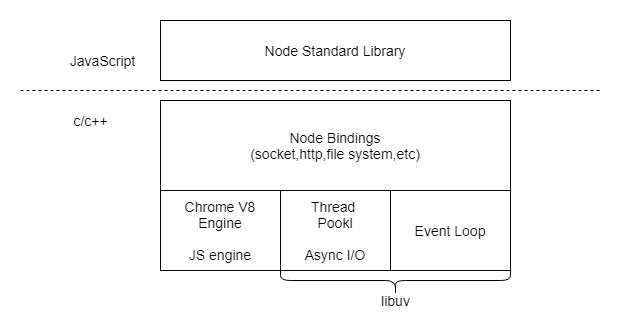 Node Standard Library
JavaScript
c/c++
Node Bindings
(socket,http,file system,etc)
Chrome V8
Engine
JS engine
Thread
Pookl
Async I/O
Event Loop
libuv